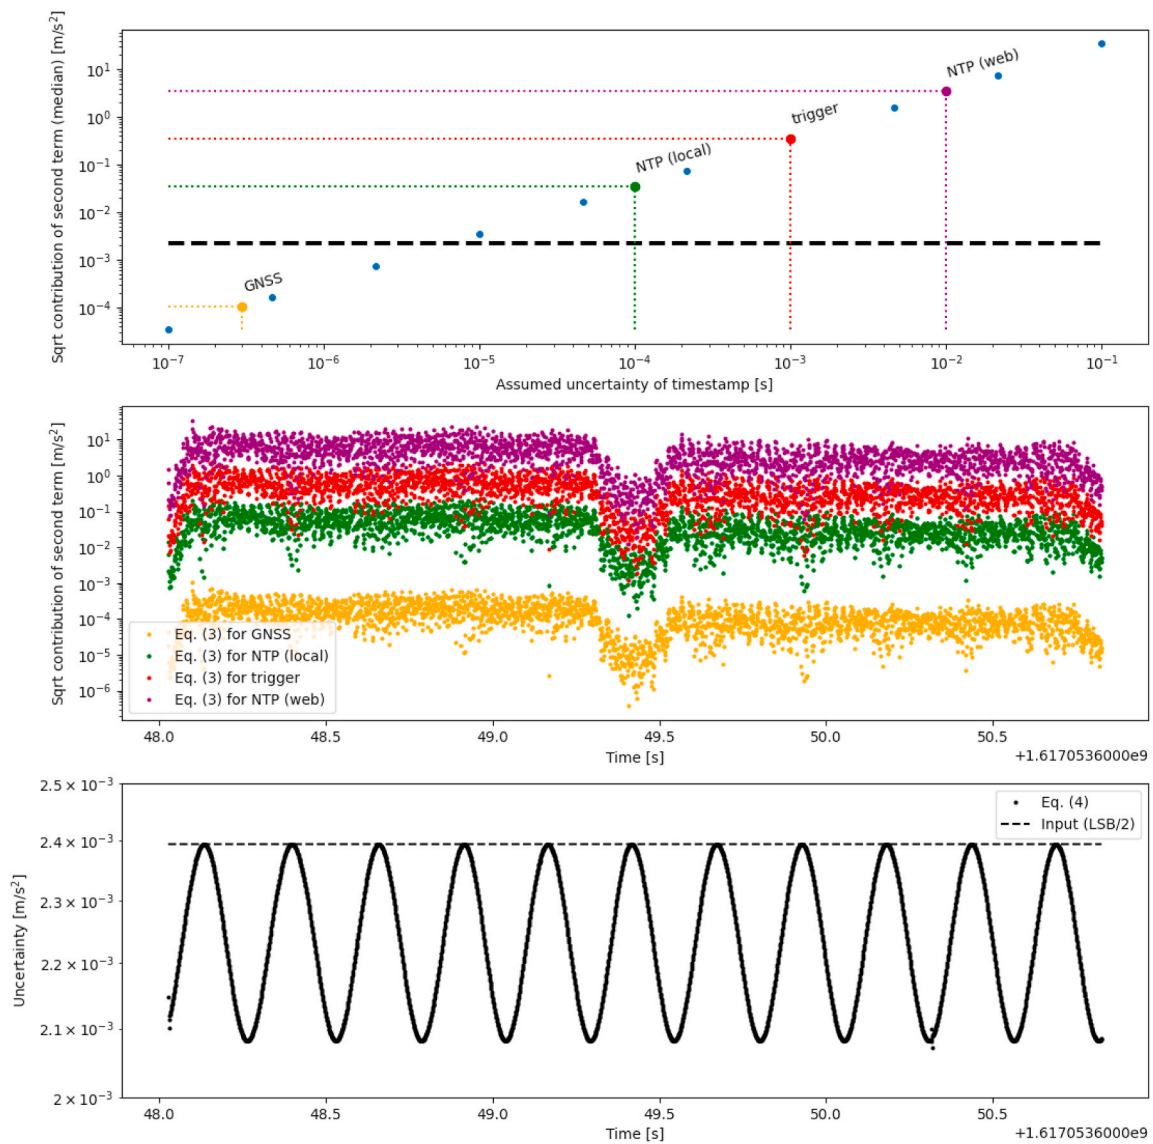 Sqrt contribution of second term (median) [m/s²]
10¹
10⁰
10⁻¹
10⁻²
10⁻³
10⁻⁴
GNSS
NTP (local)
trigger
NTP (web)
10⁻⁷ 10⁻⁶ 10⁻⁵ 10⁻⁴ 10⁻³ 10⁻² 10⁻¹
Assumed uncertainty of timestamp [s]
Sqrt contribution of second term [m/s²]
10¹
10⁰
10⁻¹
10⁻²
10⁻³
10⁻⁴
10⁻⁵
10⁻⁶
Eq. (3) for GNSS
Eq. (3) for NTP (local)
Eq. (3) for trigger
Eq. (3) for NTP (web)
48.0 48.5 49.0 49.5 50.0 50.5
Time [s]
+1.6170536000e9
Uncertainty [m/s²]
2.5 × 10⁻³
2.4 × 10⁻³
2.3 × 10⁻³
2.2 × 10⁻³
2.1 × 10⁻³
2 × 10⁻³
Eq. (4)
Input (LSB/2)
48.0 48.5 49.0 49.5 50.0 50.5
Time [s]
+1.6170536000e9